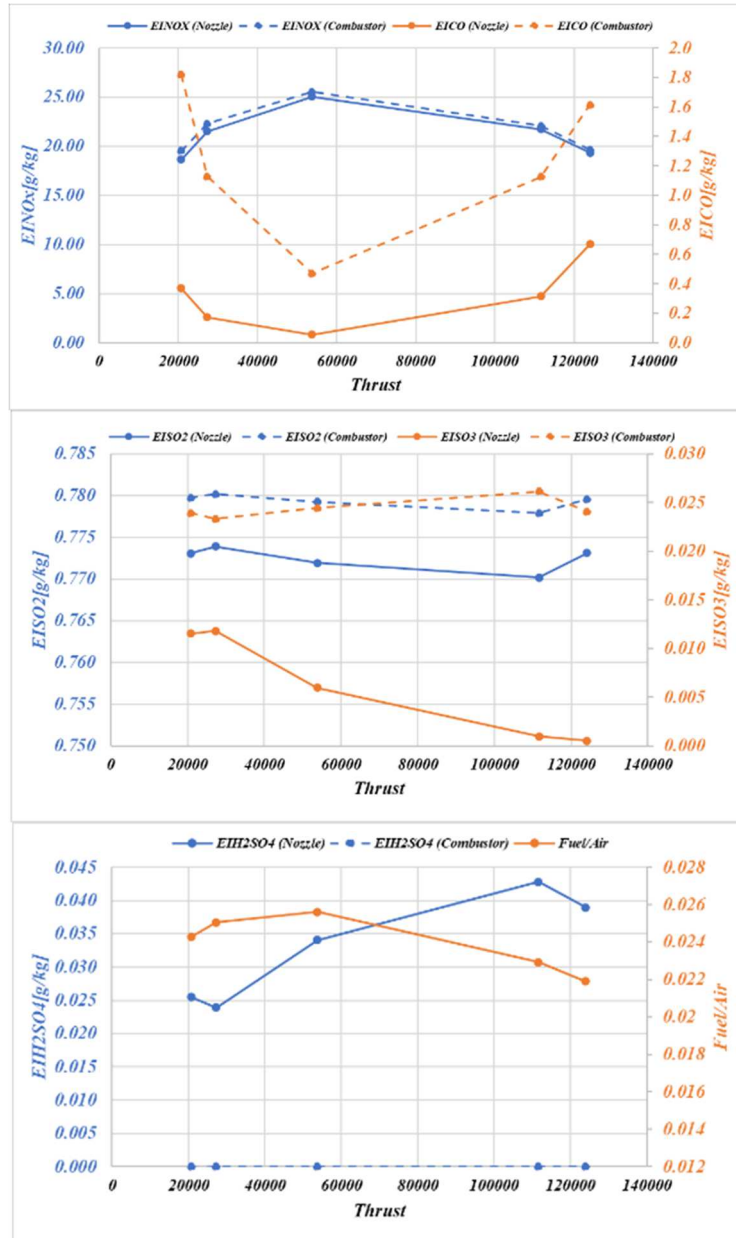 EINOX (Nozzle) EINOX (Combustor) EICO (Nozzle) EICO (Combustor)
30.00 2.0
1.8
25.00 1.6
20.00 1.4
1.2
15.00 1.0
0.8
10.00 0.6
5.00 0.4
0.2
0.00 0.0
EINOx[g/kg]
EICO[g/kg]
0 20000 40000 60000 80000 100000 120000 140000
Thrust
EISO2 (Nozzle) EISO2 (Combustor) EISO3 (Nozzle) EISO3 (Combustor)
0.785 0.030
0.780 0.025
0.775
0.770 0.020
0.765 0.015
0.760 0.010
0.755 0.005
0.750 0.000
EISO2[g/kg]
EISO3[g/kg]
0 20000 40000 60000 80000 100000 120000 140000
Thrust
EIH2SO4 (Nozzle) EIH2SO4 (Combustor) Fuel/Air
0.045 0.028
0.040 0.026
0.035 0.024
0.030 0.022
0.025 0.02
0.020 0.018
0.015 0.016
0.010 0.014
0.005
0.000 0.012
EIH2SO4[g/kg]
Fuel/Air
0 20000 40000 60000 80000 100000 120000 140000
Thrust